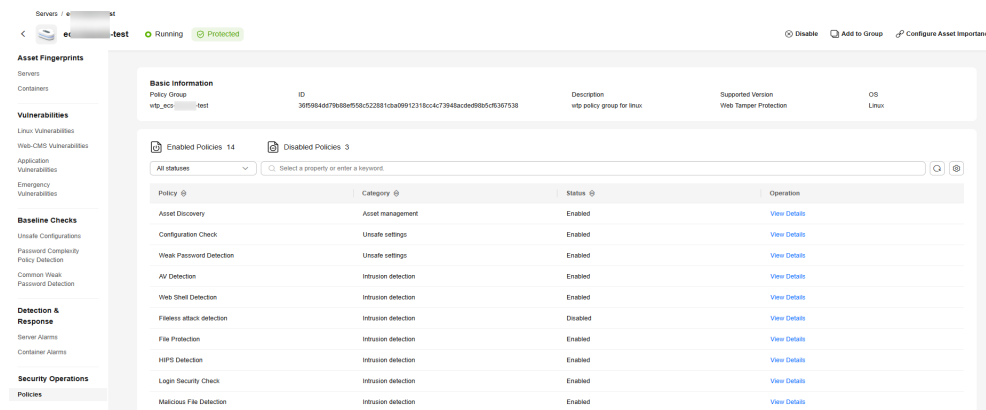 Servers / e st
e -test Running Protected Disable Add to Group Configure Asset Importanc
Asset Fingerprints
Servers
Containers
Vulnerabilities
Linux Vulnerabilities
Web-CMS Vulnerabilities
Application
Vulnerabilities
Emergency
Vulnerabilities
Baseline Checks
Unsafe Configurations
Password Complexity
Policy Detection
Common Weak
Password Detection
Detection &
Response
Server Alarms
Container Alarms
Security Operations
Policies
Basic Information
Policy Group ID Description Supported Version OS
wtp_ecs- -test 36f5984dd79b88ef558c522881cba09912318cc4c73948acded98b5cf6367538 wtp policy group for linux Web Tamper Protection Linux
Enabled Policies 14 Disabled Policies 3
All statuses Select a property or enter a keyword.
Policy Category Status Operation
Asset Discovery Asset management Enabled View Details
Configuration Check Unsafe settings Enabled View Details
Weak Password Detection Unsafe settings Enabled View Details
AV Detection Intrusion detection Enabled View Details
Web Shell Detection Intrusion detection Enabled View Details
Fileless attack detection Intrusion detection Disabled View Details
File Protection Intrusion detection Enabled View Details
HIPS Detection Intrusion detection Enabled View Details
Login Security Check Intrusion detection Enabled View Details
Malicious File Detection Intrusion detection Enabled View Details